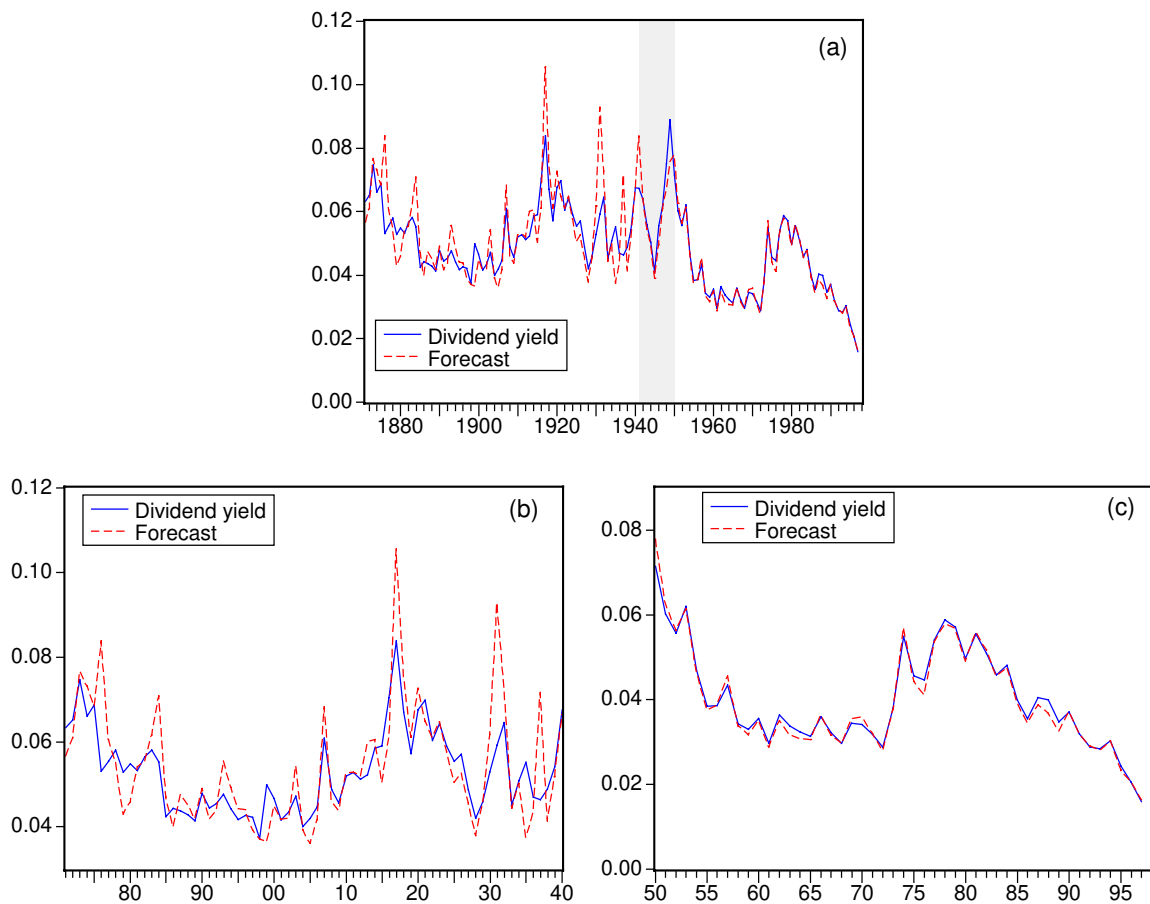 0.12
(a)
0.10
0.08
0.06
0.04
Dividend yield
Forecast
0.02
0.00
1880 1900 1920 1940 1960 1980
0.12
Dividend yield
Forecast
(b)
0.10
0.08
0.06
0.04
80 90 00 10 20 30 40
Dividend yield
Forecast
(c)
0.08
0.06
0.04
0.02
0.00
50 55 60 65 70 75 80 85 90 95